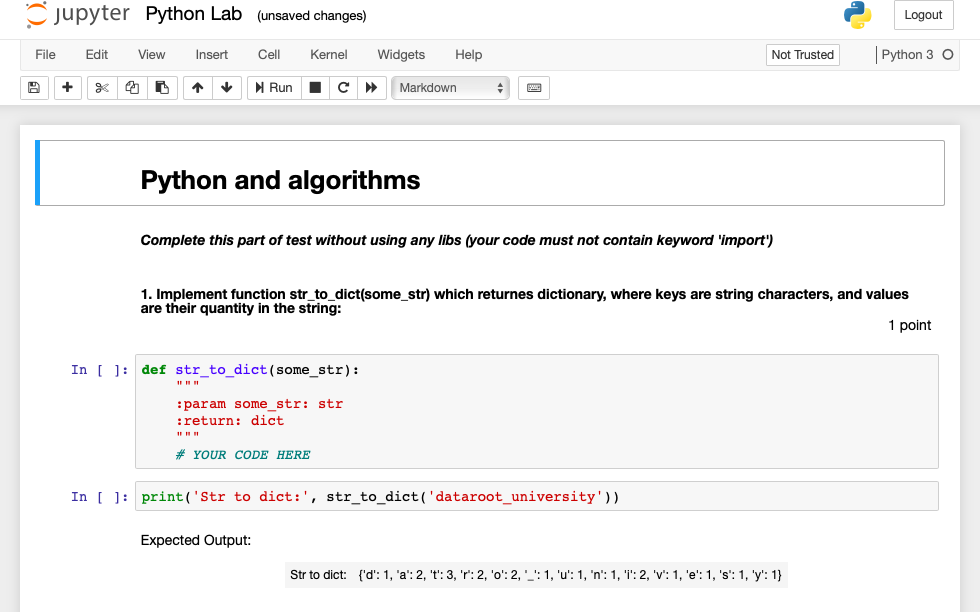 jupyter Python Lab (unsaved changes) Logout
File Edit View Insert Cell Kernel Widgets Help Not Trusted Python 3
Run Markdown
Python and algorithms
Complete this part of test without using any libs (your code must not contain keyword 'import')
1. Implement function str_to_dict(some_str) which returnes dictionary, where keys are string characters, and values
are their quantity in the string:
1 point
In [ ]: def str_to_dict(some_str):
"""
:param some_str: str
:return: dict
"""
# YOUR CODE HERE
In [ ]: print('Str to dict:', str_to_dict('dataroot_university'))
Expected Output:
Str to dict: {'d': 1, 'a': 2, 't': 3, 'r': 2, 'o': 2, '_': 1, 'u': 1, 'n': 1, 'i': 2, 'v': 1, 'e': 1, 's': 1, 'y': 1}